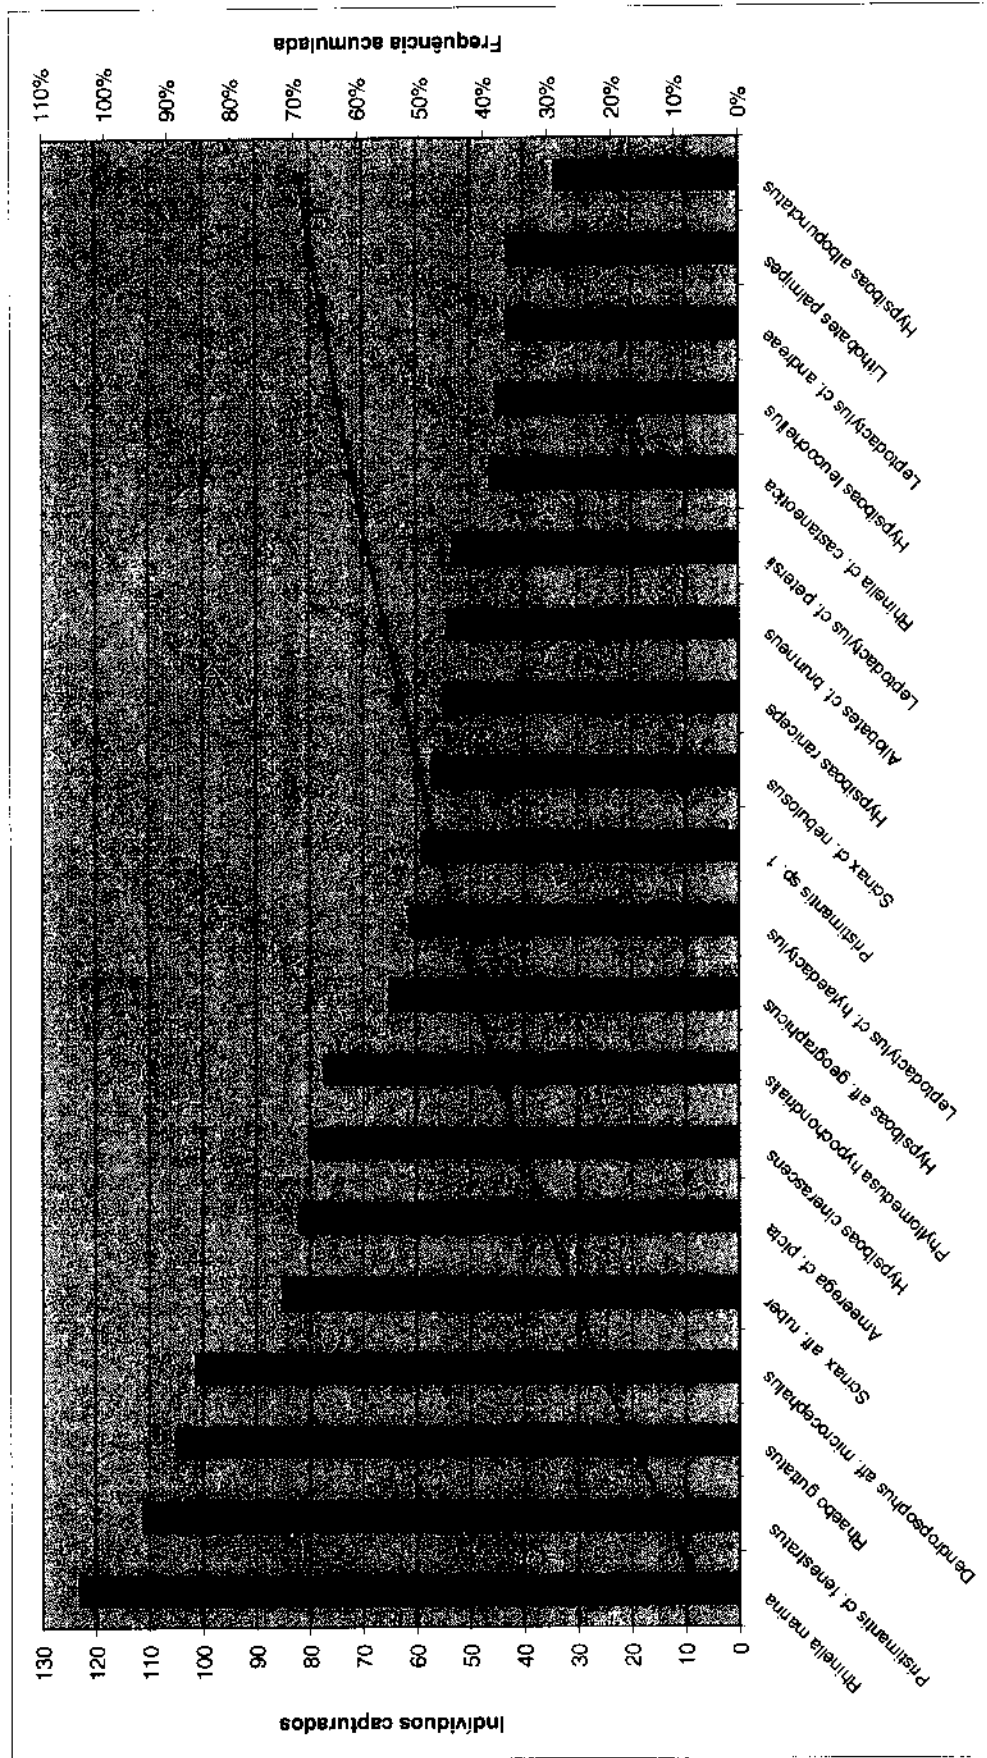 Indivíduos capturados
130
120
110
100
90
80
70
60
50
40
30
20
10
0
Frequência acumulada
110%
100%
90%
80%
70%
60%
50%
40%
30%
20%
10%
0%
Rhinella marina
Pristimantis cf. fenestratus
Rhaebo guttatus
Dendropsophus aff. microcephalus
Scinax aff. ruber
Ameerega cf. picta
Hypsiboas cinerascens
Phyllomedusa hypochondrialis
Hypsiboas aff. geographicus
Leptodactylus cf. hylaedactylus
Pristimantis sp. 1
Scinax cf. nebulosus
Hypsiboas raniceps
Allobates cf. brunneus
Leptodactylus cf. petersii
Rhinella cf. castaneotica
Hypsiboas leucocheilus
Leptodactylus cf. andreae
Lithobates palmipes
Hypsiboas albopunctatus